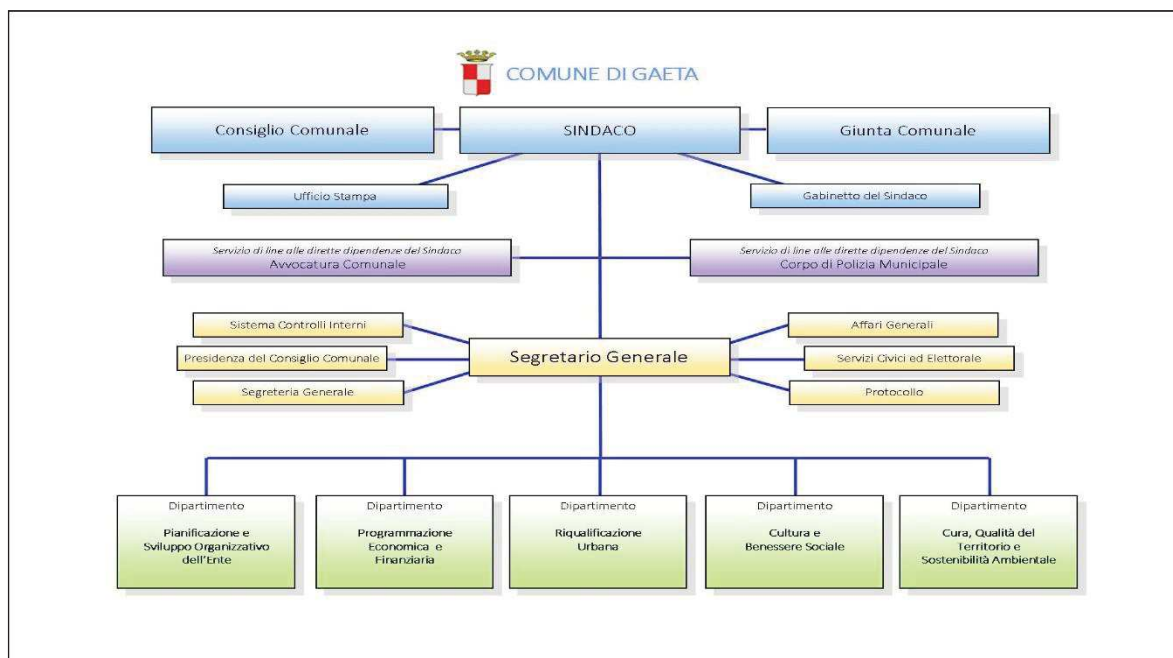 COMUNE DI GAETA
Consiglio Comunale
SINDACO
Giunta Comunale
Ufficio Stampa
Gabinetto del Sindaco
Servizio di line alle dirette dipendenze del Sindaco
Avvocatura Comunale
Servizio di line alle dirette dipendenze del Sindaco
Corpo di Polizia Municipale
Sistema Controlli Interni
Affari Generali
Presidenza del Consiglio Comunale
Segretario Generale
Servizi Civici ed Elettorale
Segreteria Generale
Protocollo
Dipartimento
Pianificazione e
Sviluppo Organizzativo
dell'Ente
Dipartimento
Programmazione
Economica e
Finanziaria
Dipartimento
Riqualificazione
Urbana
Dipartimento
Cultura e
Benessere Sociale
Dipartimento
Cura, Qualità del
Territorio e
Sostenibilità Ambientale